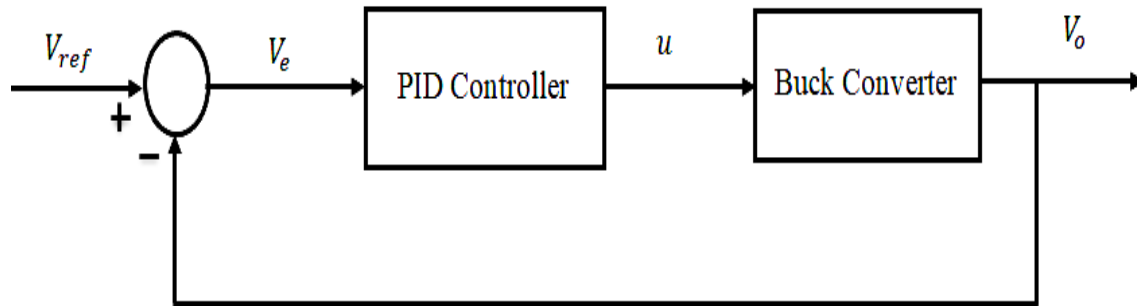 V_ref
+
−
V_e
PID Controller
u
Buck Converter
V_o